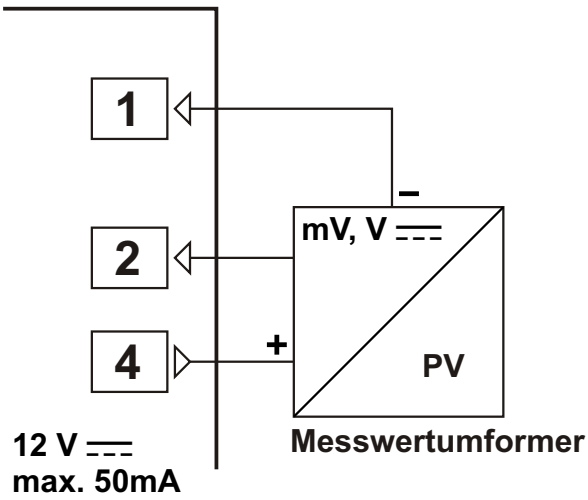 1
−
mV, V ⎓
2
+
4
PV
12 V ⎓
Messwertumformer
max. 50mA